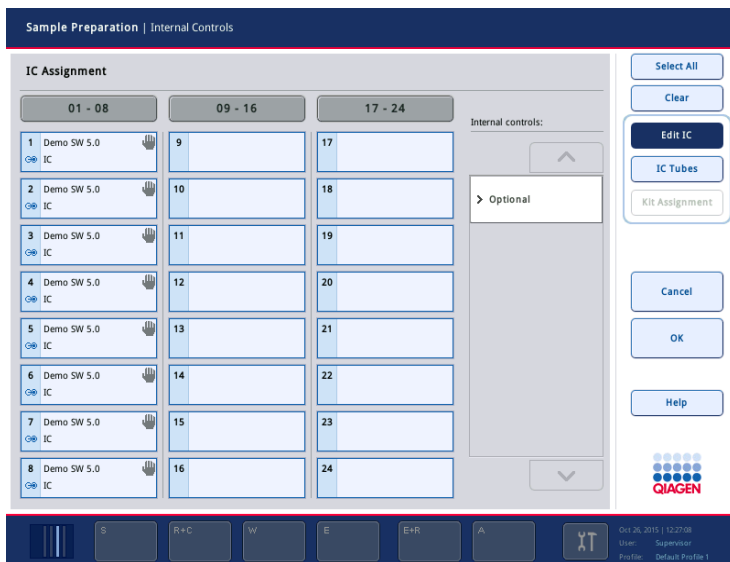 Sample Preparation | Internal Controls
IC Assignment
01 - 08
09 - 16
17 - 24
Internal controls:
1 Demo SW 5.0
IC
9
17
2 Demo SW 5.0
IC
10
18
3 Demo SW 5.0
IC
11
19
4 Demo SW 5.0
IC
12
20
5 Demo SW 5.0
IC
13
21
6 Demo SW 5.0
IC
14
22
7 Demo SW 5.0
IC
15
23
8 Demo SW 5.0
IC
16
24
Optional
Select All
Clear
Edit IC
IC Tubes
Kit Assignment
Cancel
OK
Help
QIAGEN
S
R+C
W
E
E+R
A
Oct 26, 2015 | 12:27:08
User: Supervisor
Profile: Default Profile 1